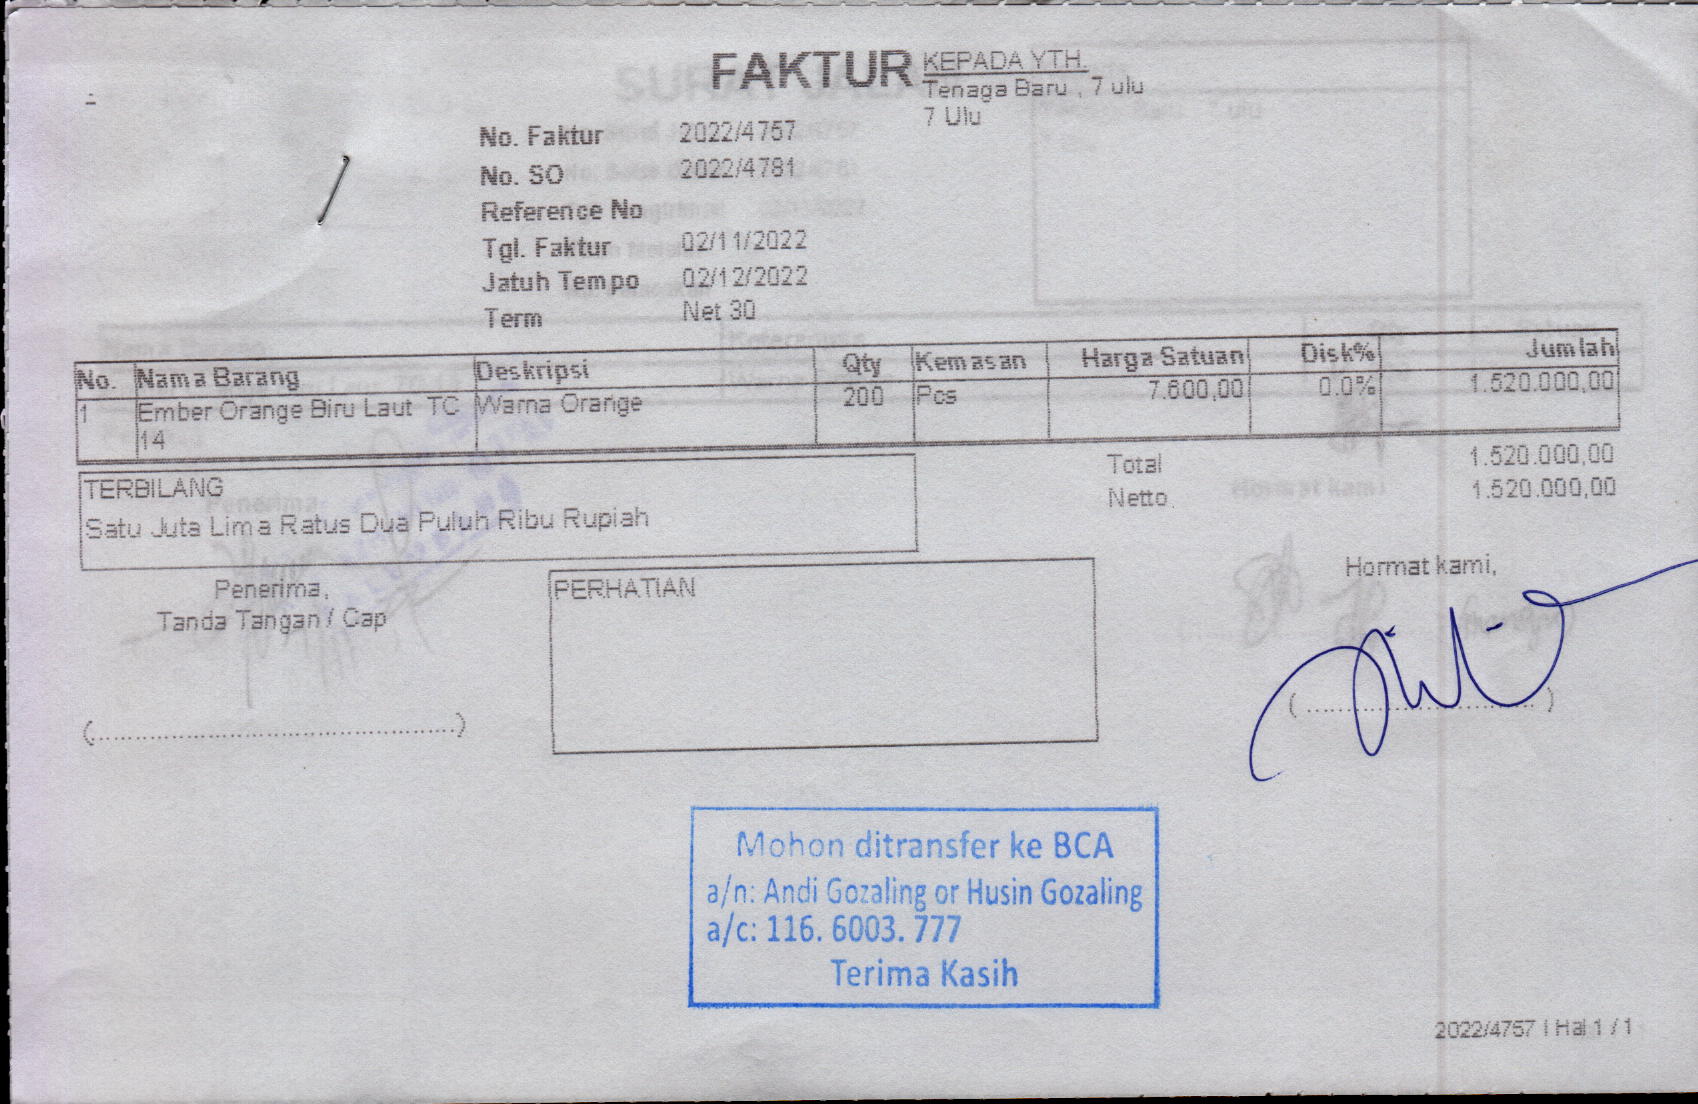 FAKTUR
KEPADA YTH.
Tenaga Baru , 7 ulu
7 Ulu
No. Faktur 2022/4757
No. SO 2022/4781
Reference No
Tgl. Faktur 02/11/2022
Jatuh Tempo 02/12/2022
Term Net 30
No. Nama Barang Deskripsi Qty Kemasan Harga Satuan Disk% Jumlah
1 Ember Orange Biru Laut TC Warna Orange 200 Pcs 7.600,00 0.0% 1.520.000,00
14
Total 1.520.000,00
Netto 1.520.000,00
TERBILANG
Satu Juta Lima Ratus Dua Puluh Ribu Rupiah
Penerima,
Tanda Tangan / Cap
PERHATIAN
Hormat kami,
Mohon ditransfer ke BCA
a/n: Andi Gozaling or Husin Gozaling
a/c: 116. 6003. 777
Terima Kasih
2022/4757 | Hal 1 / 1